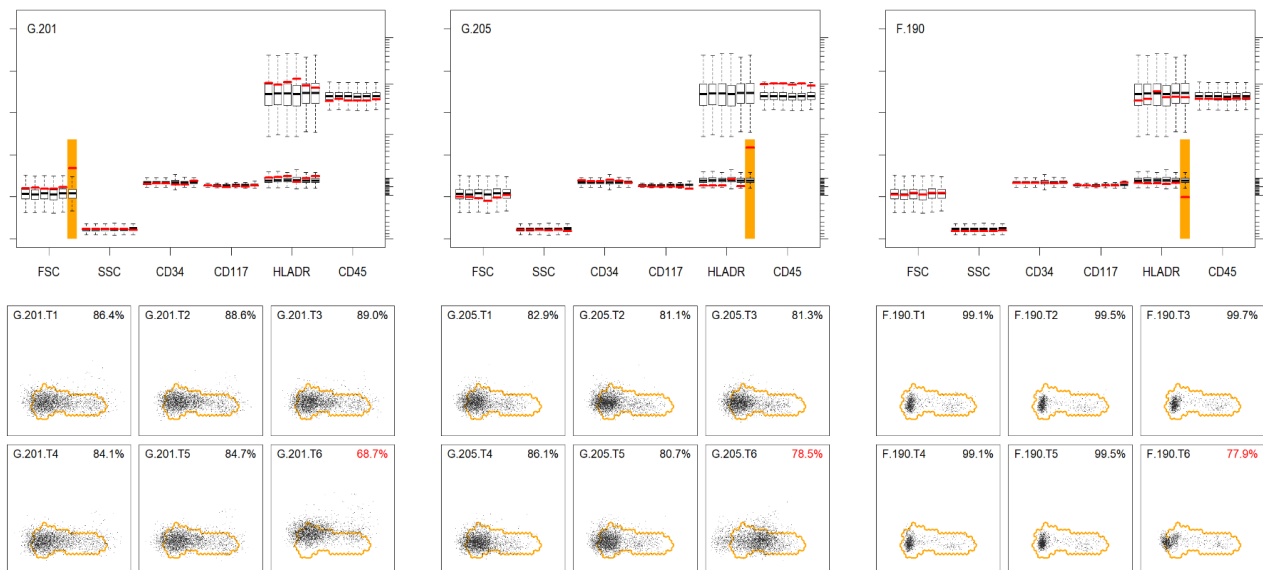 G.201
G.205
F.190
FSC SSC CD34 CD117 HLADR CD45
FSC SSC CD34 CD117 HLADR CD45
FSC SSC CD34 CD117 HLADR CD45
G.201.T1 86.4%
G.201.T2 88.6%
G.201.T3 89.0%
G.205.T1 82.9%
G.205.T2 81.1%
G.205.T3 81.3%
F.190.T1 99.1%
F.190.T2 99.5%
F.190.T3 99.7%
G.201.T4 84.1%
G.201.T5 84.7%
G.201.T6 68.7%
G.205.T4 86.1%
G.205.T5 80.7%
G.205.T6 78.5%
F.190.T4 99.1%
F.190.T5 99.5%
F.190.T6 77.9%